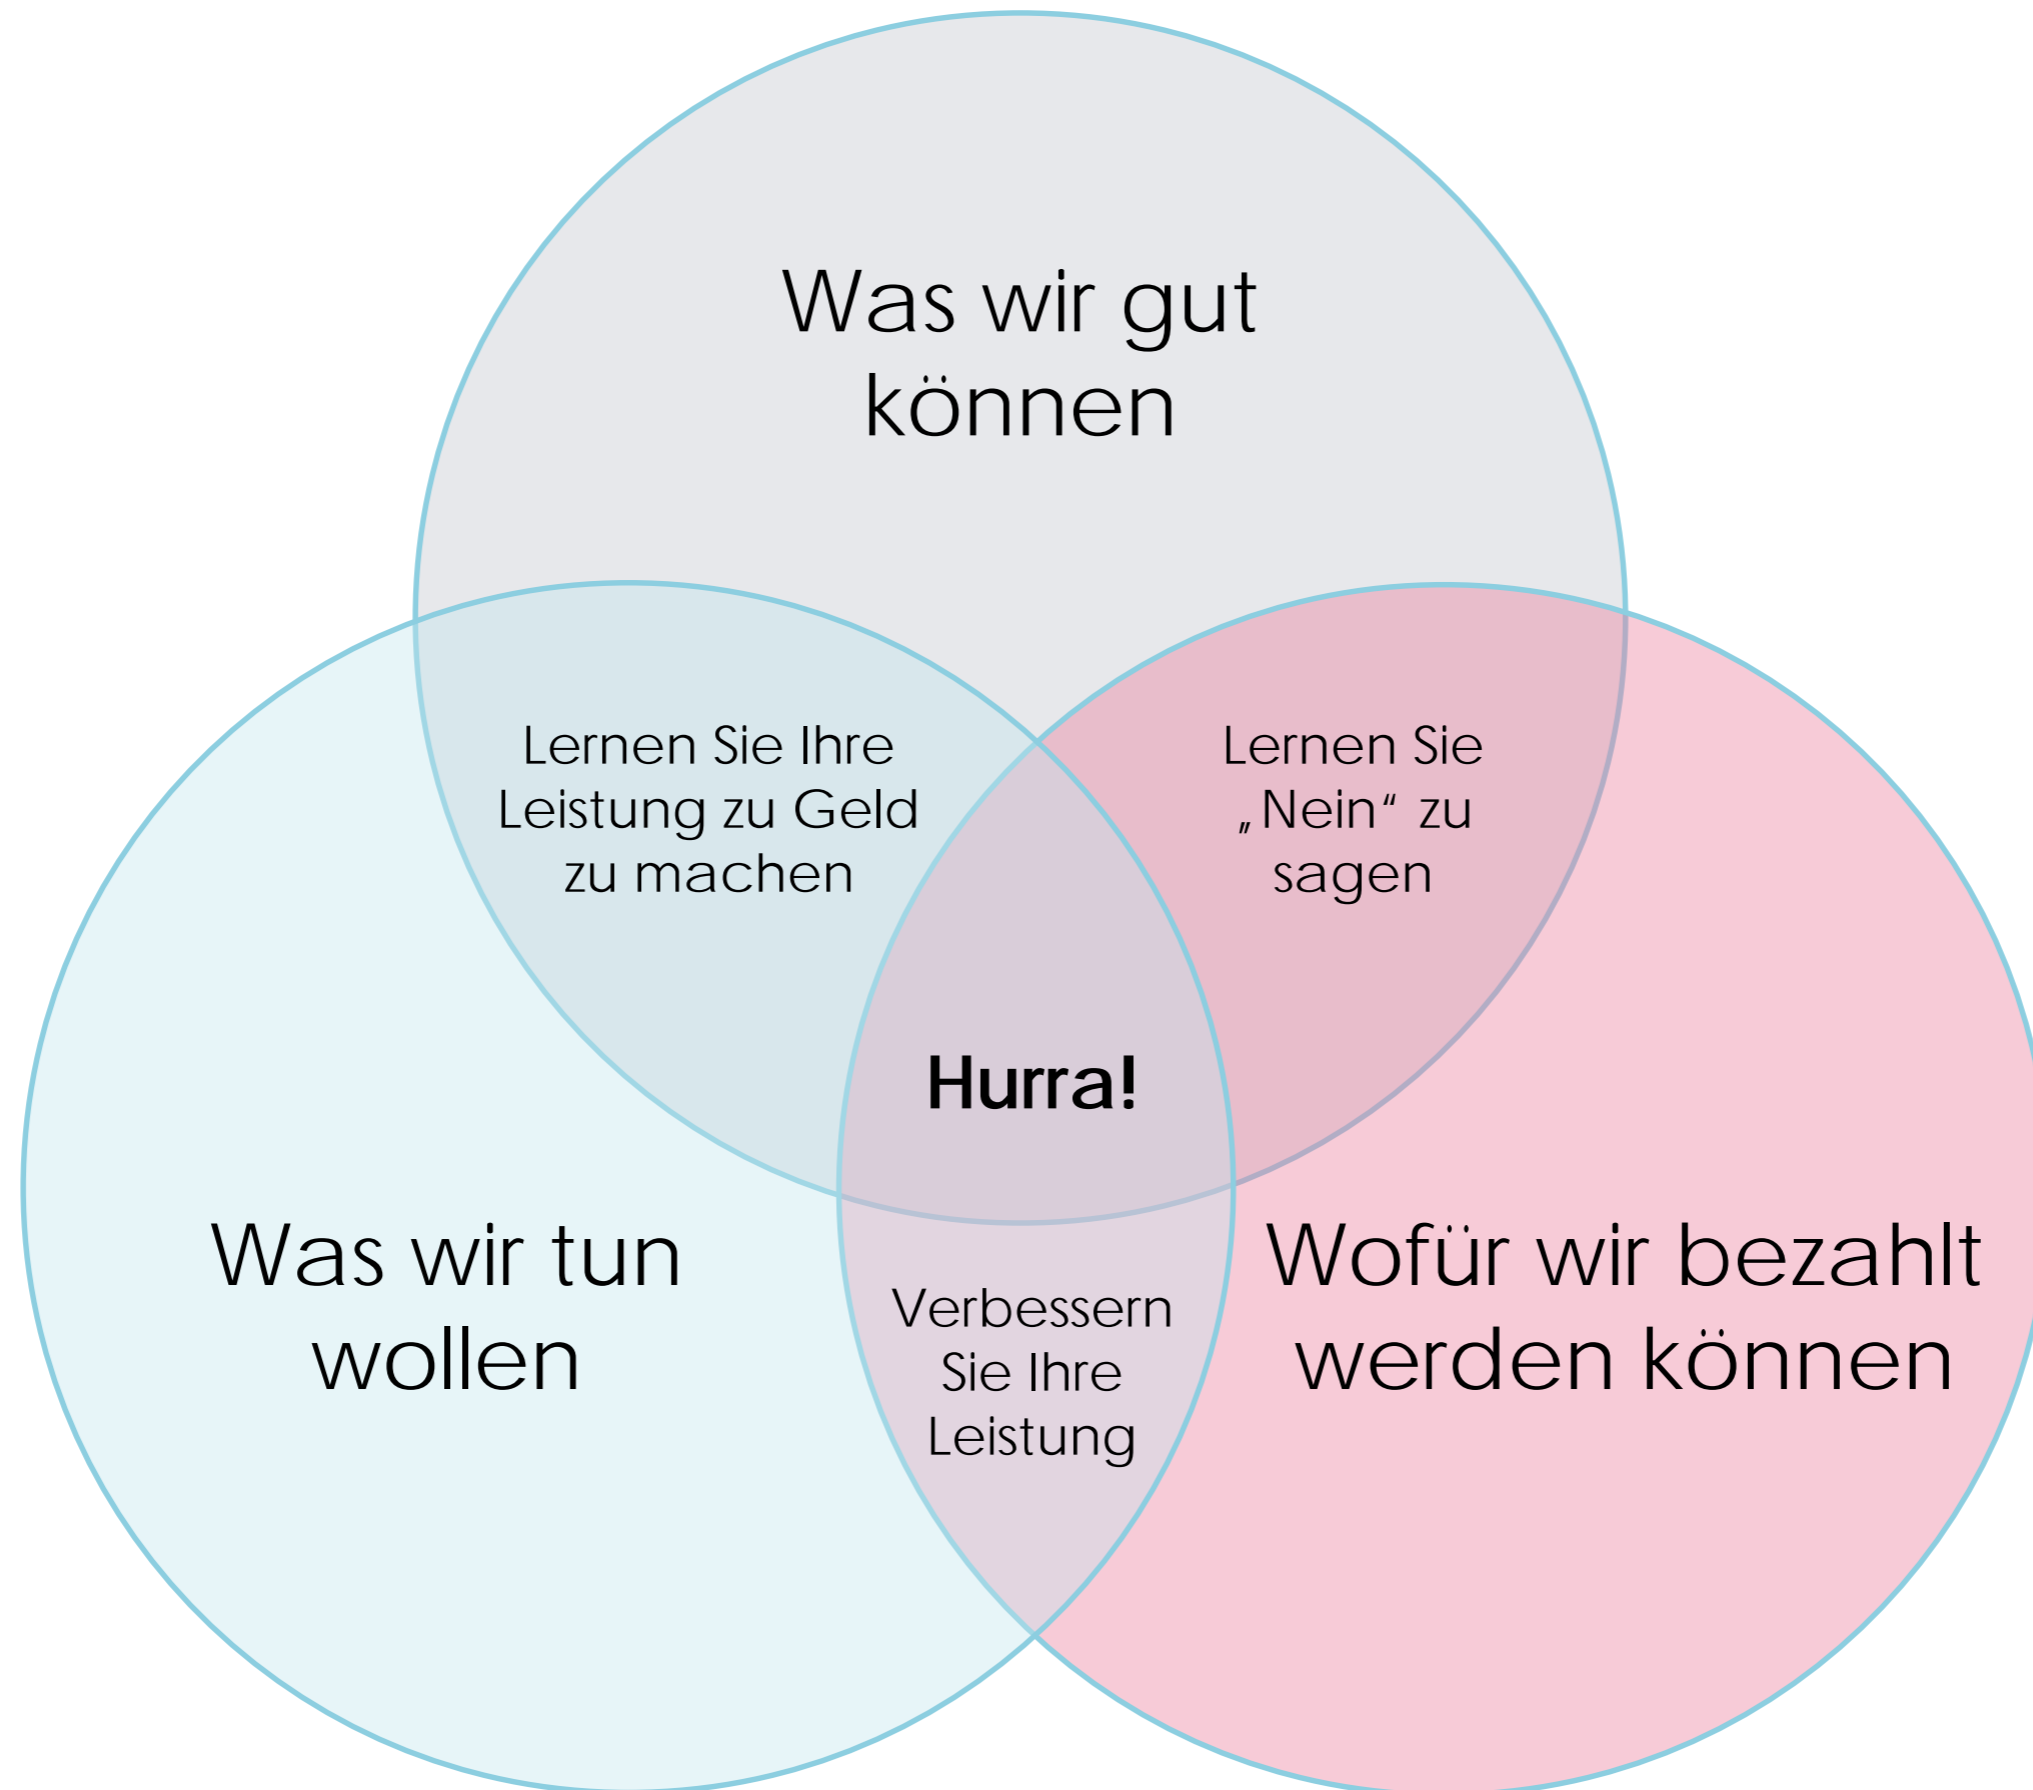 Was wir gut
können
Lernen Sie Ihre
Leistung zu Geld
zu machen
Lernen Sie
„Nein“ zu
sagen
Hurra!
Was wir tun
wollen
Verbessern
Sie Ihre
Leistung
Wofür wir bezahlt
werden können